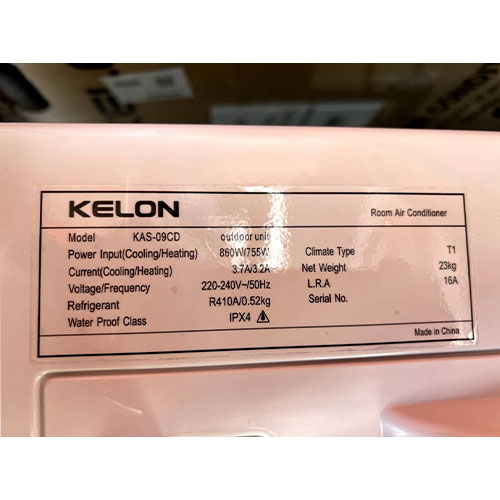 KELON
Room Air Conditioner
Model KAS-09CD outdoor unit
Power Input(Cooling/Heating) 860W/755W
Current(Cooling/Heating) 3.7A/3.2A
Voltage/Frequency 220-240V~/50Hz
Refrigerant R410A/0.52kg
Water Proof Class IPX4
Climate Type T1
Net Weight 23kg
L.R.A 16A
Serial No.
Made in China